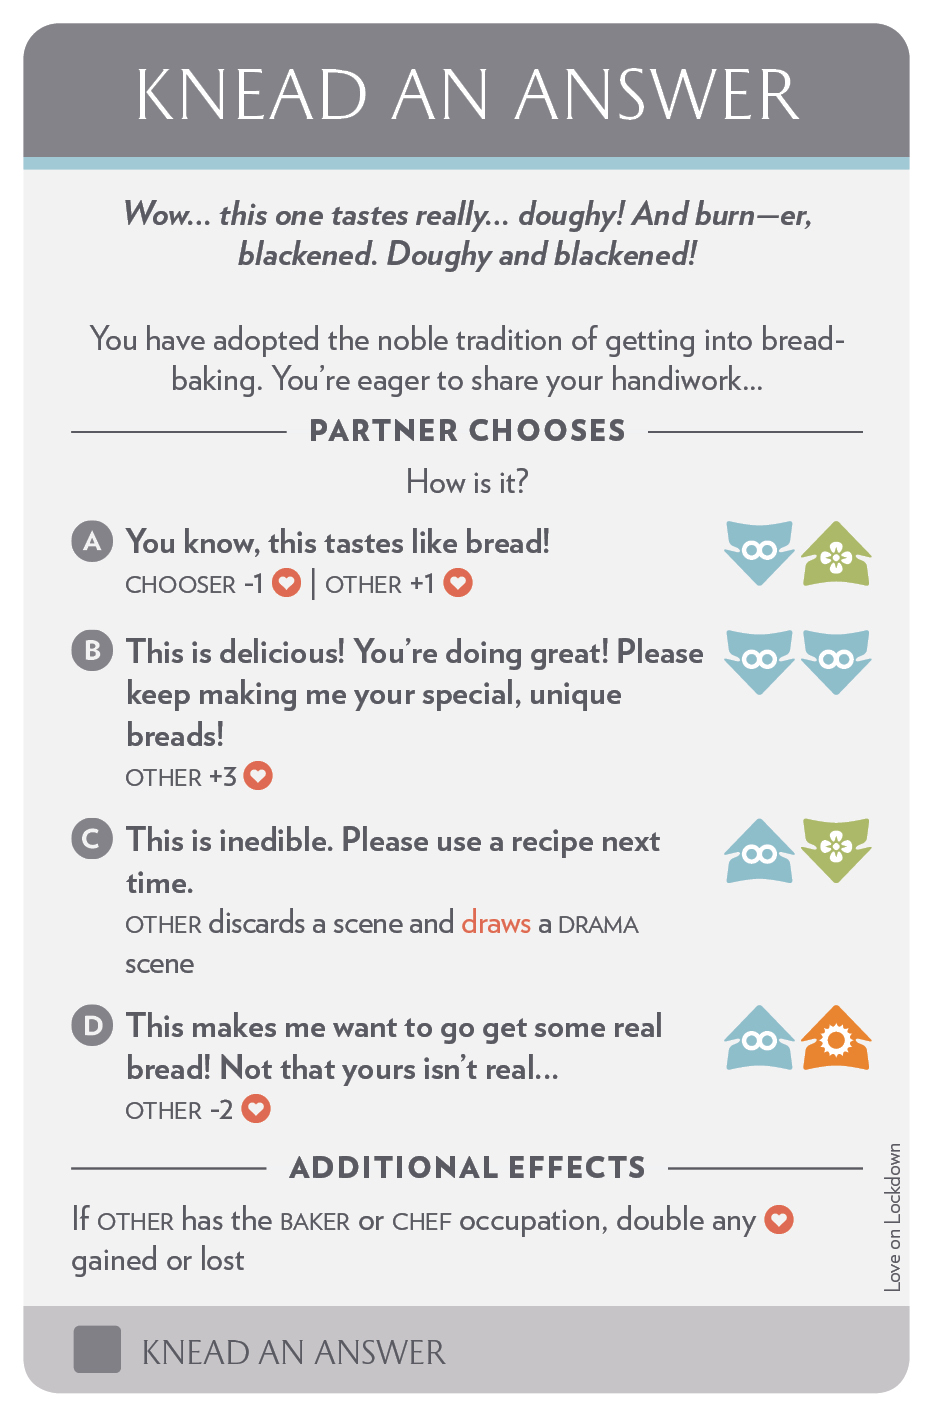 KNEAD AN ANSWER
Wow... this one tastes really... doughy! And burn—er,
blackened. Doughy and blackened!
You have adopted the noble tradition of getting into bread-
baking. You're eager to share your handiwork...
PARTNER CHOOSES
How is it?
A You know, this tastes like bread!
CHOOSER -1 | OTHER +1
B This is delicious! You're doing great! Please
keep making me your special, unique
breads!
OTHER +3
C This is inedible. Please use a recipe next
time.
OTHER discards a scene and draws a DRAMA
scene
D This makes me want to go get some real
bread! Not that yours isn't real...
OTHER -2
ADDITIONAL EFFECTS
If OTHER has the BAKER or CHEF occupation, double any
gained or lost
Love on Lockdown
KNEAD AN ANSWER